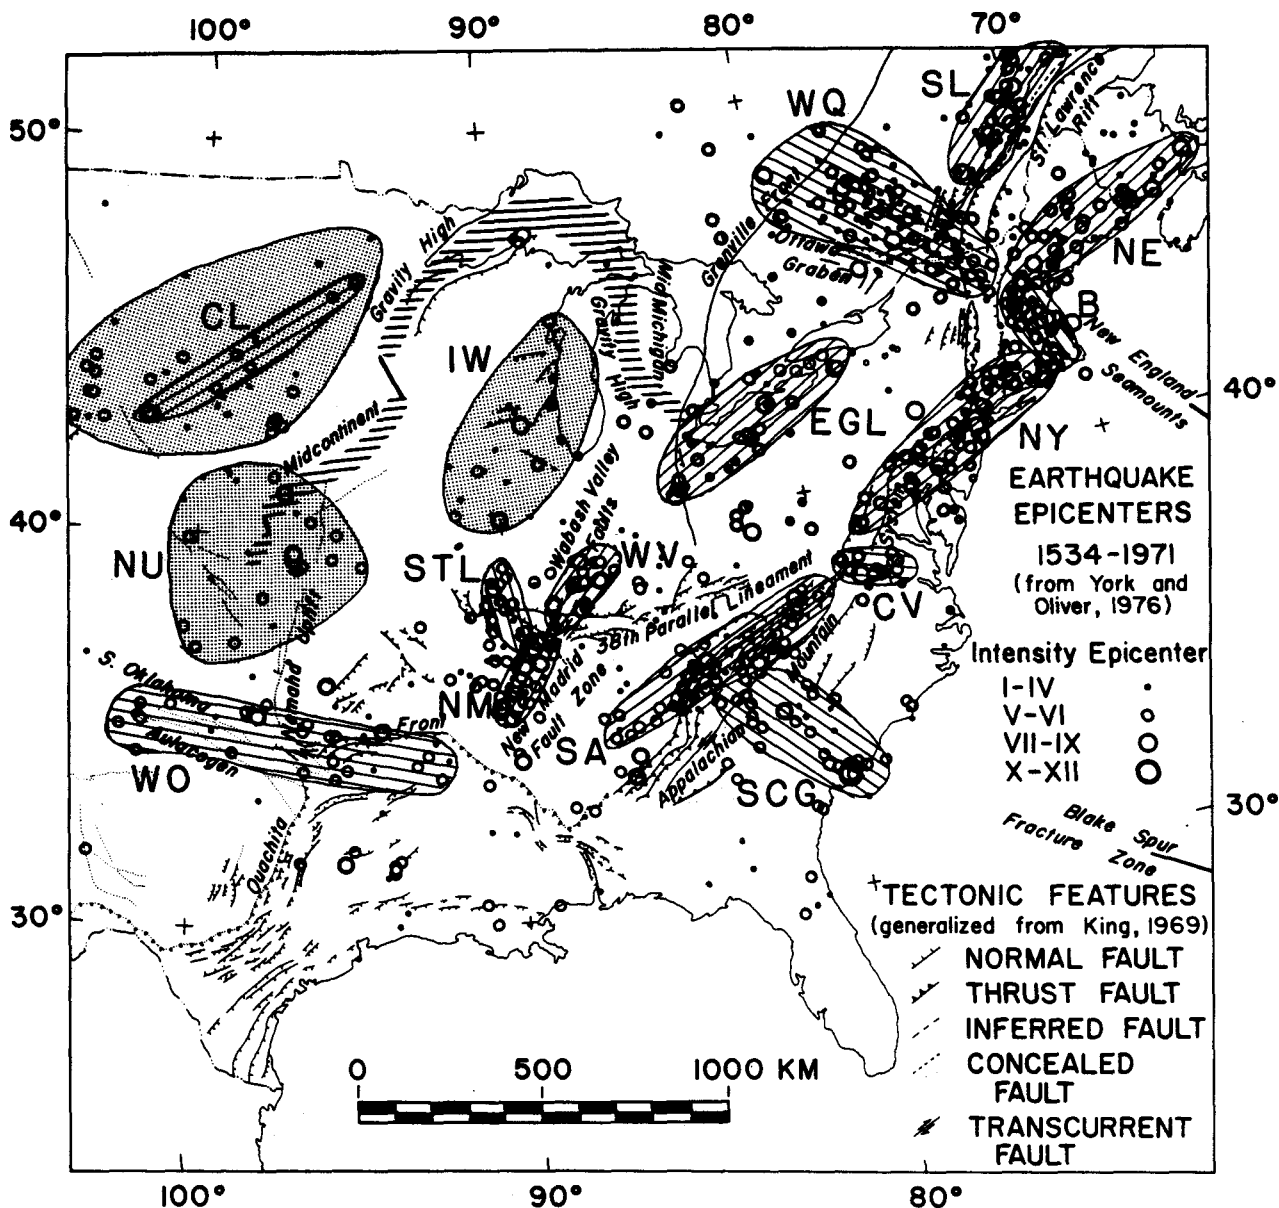 100° 90° 80° 70°
50°
WQ
SL
St. Lawrence
Rift
Grenville Front
Ottawa
Graben
NE
High
Gravity
Midcontinent
CL
Mid Michigan
Gravity
High
IW
B
New England
Seamounts
40°
EGL
NY
40°
NU
Nemaha
Uplift
STL
Wabash Valley
Faults
WV
38th Parallel Lineament
CV
NM
New Madrid
Fault Zone
SA
Appalachian
Mountain
SCG
S. Oklahoma
Aulacogen
WO
Ouachita
Front
EARTHQUAKE
EPICENTERS
1534-1971
(from York and
Oliver, 1976)
Intensity Epicenter
I-IV
V-VI
VII-IX
X-XII
30°
Blake Spur
Fracture Zone
30°
TECTONIC FEATURES
(generalized from King, 1969)
NORMAL FAULT
THRUST FAULT
INFERRED FAULT
CONCEALED
FAULT
TRANSCURRENT
FAULT
0 500 1000 KM
100° 90° 80°